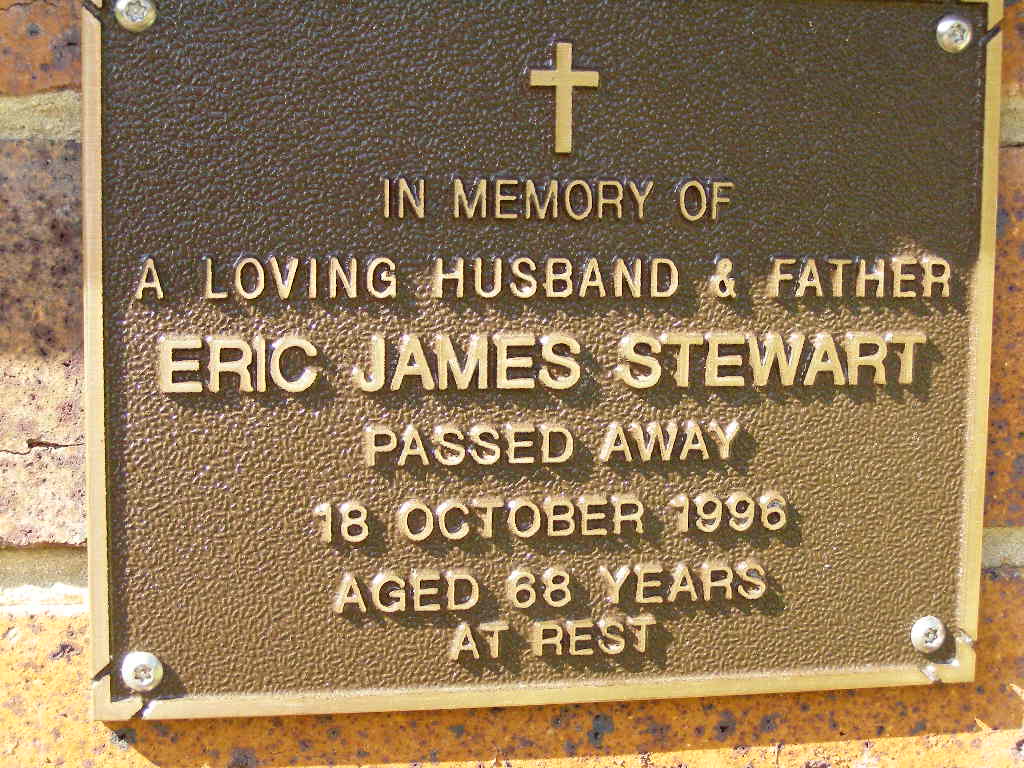 IN MEMORY OF
A LOVING HUSBAND & FATHER
ERIC JAMES STEWART
PASSED AWAY
18 OCTOBER 1996
AGED 68 YEARS
AT REST